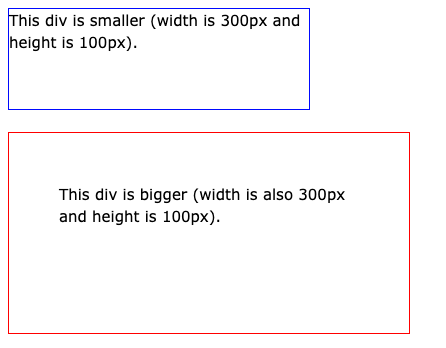 This div is smaller (width is 300px and
height is 100px).
This div is bigger (width is also 300px
and height is 100px).